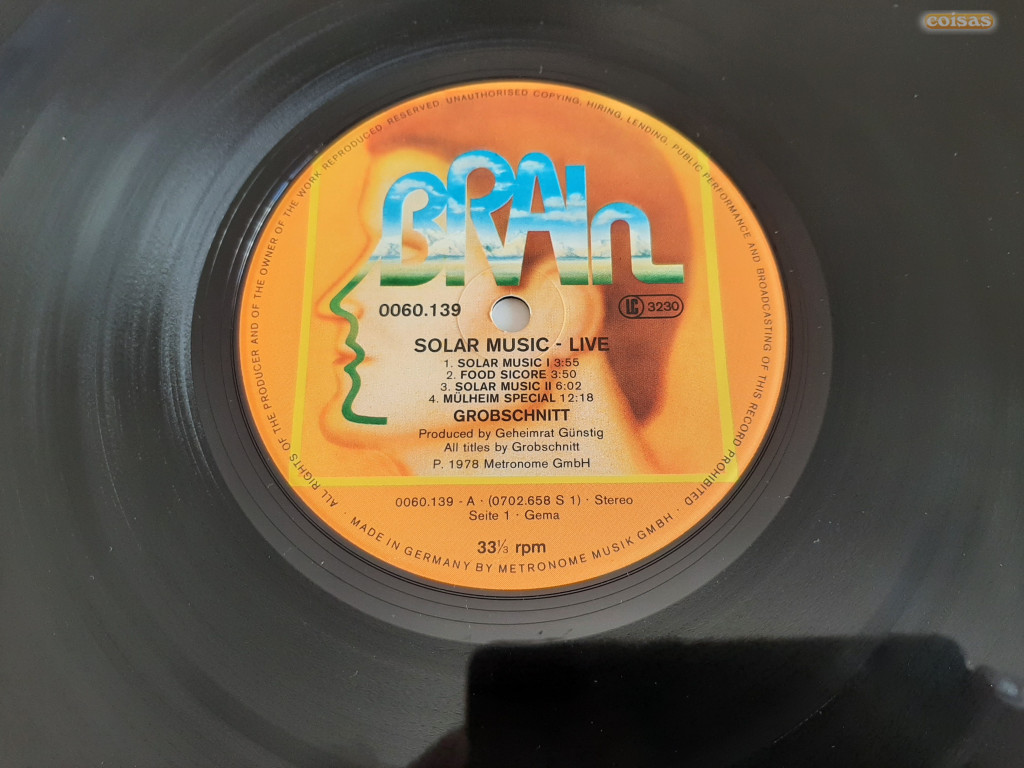 coisas
ALL RIGHTS OF THE PRODUCER AND OF THE OWNER OF THE WORK REPRODUCED RESERVED UNAUTHORISED COPYING, HIRING, LENDING, PUBLIC PERFORMANCE AND BROADCASTING OF THIS RECORD PROHIBITED
BRAIn
0060.139
LC 3230
SOLAR MUSIC - LIVE
1. SOLAR MUSIC I 3:55
2. FOOD SICORE 3:50
3. SOLAR MUSIC II 6:02
4. MÜLHEIM SPECIAL 12:18
GROBSCHNITT
Produced by Geheimrat Günstig
All titles by Grobschnitt
P. 1978 Metronome GmbH
0060.139 - A · (0702.658 S 1) · Stereo
Seite 1 · Gema
33⅓ rpm
· MADE IN GERMANY BY METRONOME MUSIK GMBH ·